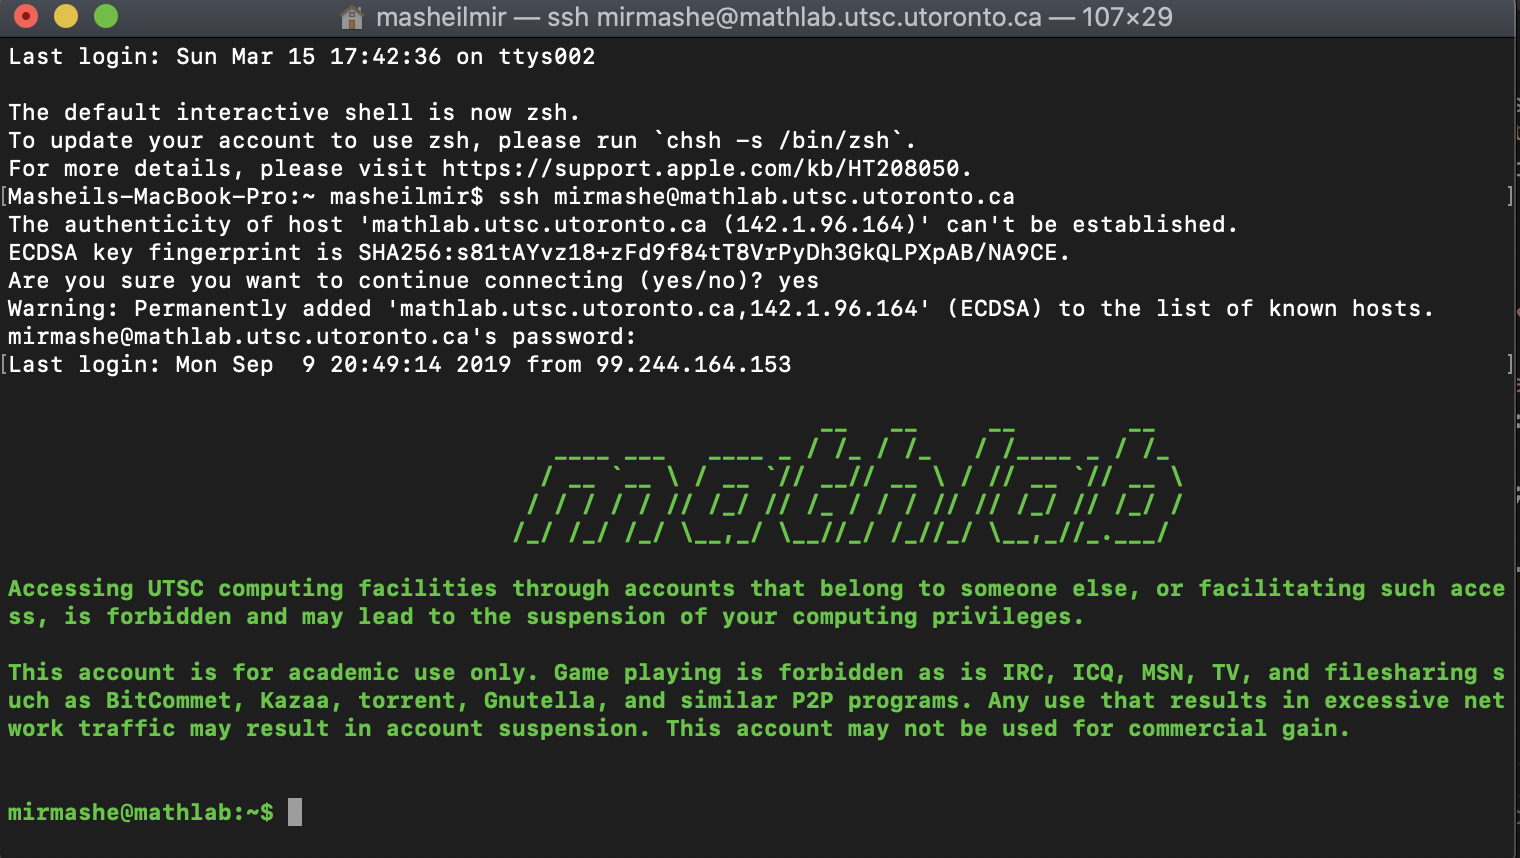 masheilmir — ssh mirmashe@mathlab.utsc.utoronto.ca — 107×29
Last login: Sun Mar 15 17:42:36 on ttys002
The default interactive shell is now zsh.
To update your account to use zsh, please run `chsh -s /bin/zsh`.
For more details, please visit https://support.apple.com/kb/HT208050.
[Masheils-MacBook-Pro:~ masheilmir$ ssh mirmashe@mathlab.utsc.utoronto.ca ]
The authenticity of host 'mathlab.utsc.utoronto.ca (142.1.96.164)' can't be established.
ECDSA key fingerprint is SHA256:s81tAYvz18+zFd9f84tT8VrPyDh3GkQLPXpAB/NA9CE.
Are you sure you want to continue connecting (yes/no)? yes
Warning: Permanently added 'mathlab.utsc.utoronto.ca,142.1.96.164' (ECDSA) to the list of known hosts.
mirmashe@mathlab.utsc.utoronto.ca's password:
[Last login: Mon Sep  9 20:49:14 2019 from 99.244.164.153 ]
mathlab
Accessing UTSC computing facilities through accounts that belong to someone else, or facilitating such acce
ss, is forbidden and may lead to the suspension of your computing privileges.
This account is for academic use only. Game playing is forbidden as is IRC, ICQ, MSN, TV, and filesharing s
uch as BitCommet, Kazaa, torrent, Gnutella, and similar P2P programs. Any use that results in excessive net
work traffic may result in account suspension. This account may not be used for commercial gain.
mirmashe@mathlab:~$